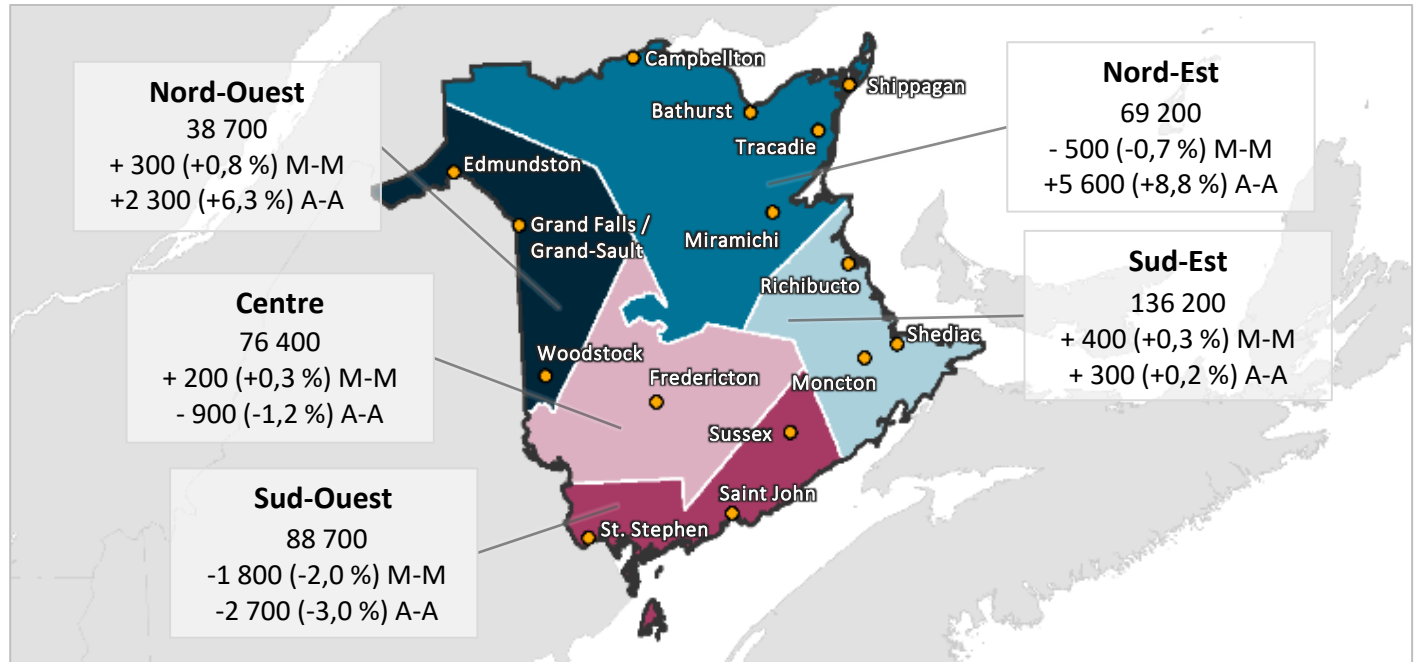 Nord-Ouest
38 700
+ 300 (+0,8 %) M-M
+2 300 (+6,3 %) A-A
Centre
76 400
+ 200 (+0,3 %) M-M
- 900 (-1,2 %) A-A
Sud-Ouest
88 700
-1 800 (-2,0 %) M-M
-2 700 (-3,0 %) A-A
Campbellton
Bathurst
Shippagan
Tracadie
Edmundston
Grand Falls /
Grand-Sault
Miramichi
Richibucto
Shediac
Woodstock
Fredericton
Moncton
Sussex
Saint John
St. Stephen
Nord-Est
69 200
- 500 (-0,7 %) M-M
+5 600 (+8,8 %) A-A
Sud-Est
136 200
+ 400 (+0,3 %) M-M
+ 300 (+0,2 %) A-A